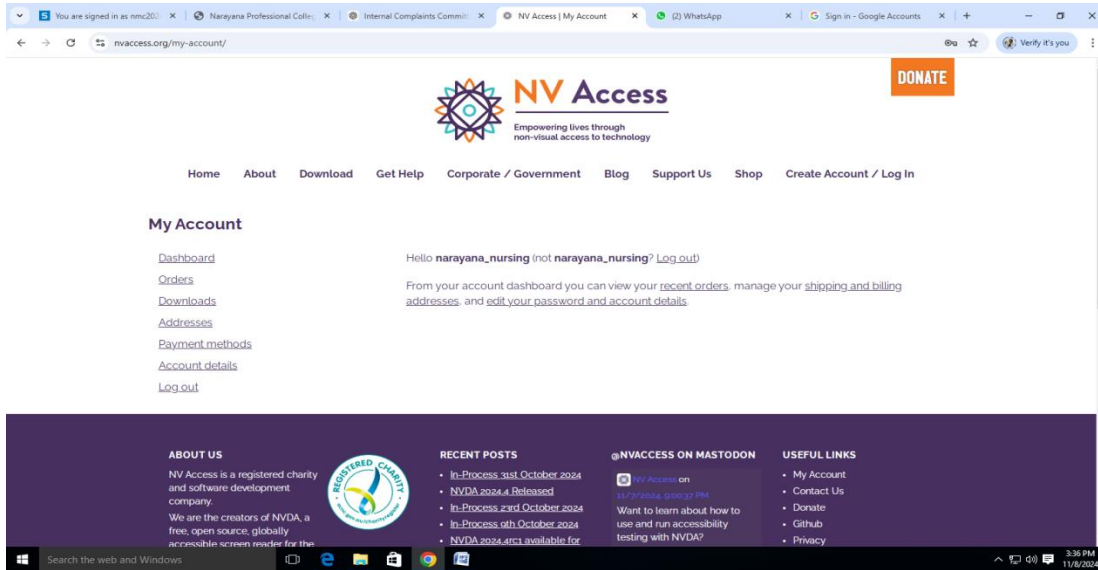 You are signed in as nmc202
Narayana Professional Colleg
Internal Complaints Committ
NV Access | My Account
(2) WhatsApp
Sign in - Google Accounts
nvaccess.org/my-account/
Verify it's you
DONATE
NV Access
Empowering lives through
non-visual access to technology
Home About Download Get Help Corporate / Government Blog Support Us Shop Create Account / Log In
My Account
Dashboard
Orders
Downloads
Addresses
Payment methods
Account details
Log out
Hello narayana_nursing (not narayana_nursing? Log out)
From your account dashboard you can view your recent orders, manage your shipping and billing
addresses, and edit your password and account details.
ABOUT US
NV Access is a registered charity
and software development
company.
We are the creators of NVDA, a
free, open source, globally
accessible screen reader for the
REGISTERED CHARITY
acnc.gov.au/charityregister
RECENT POSTS
• In-Process 31st October 2024
• NVDA 2024.4 Released
• In-Process 23rd October 2024
• In-Process 9th October 2024
• NVDA 2024.4rc1 available for
@NVACCESS ON MASTODON
NV Access on
11/7/2024, 9:00:37 PM
Want to learn about how to
use and run accessibility
testing with NVDA?
USEFUL LINKS
• My Account
• Contact Us
• Donate
• Github
• Privacy
Search the web and Windows
3:36 PM
11/8/2024